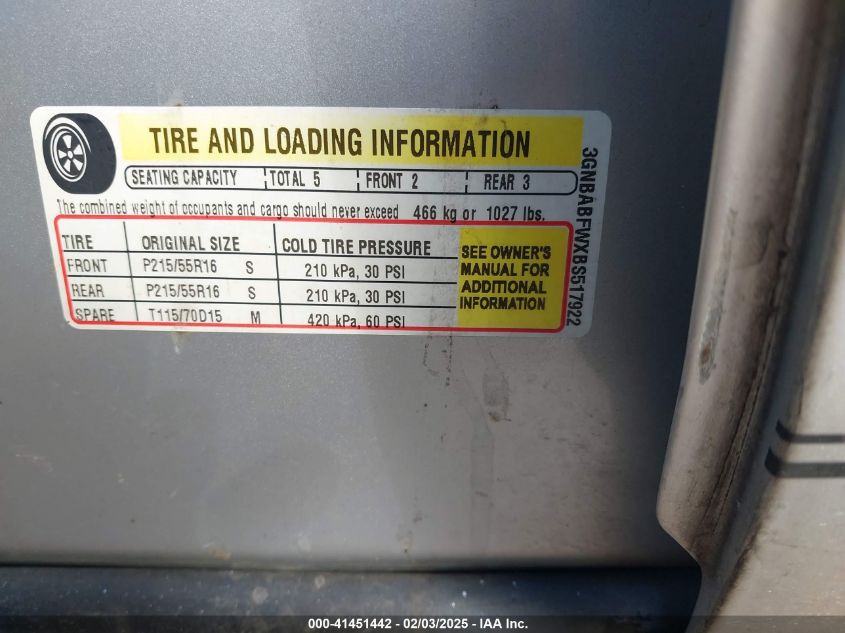 TIRE AND LOADING INFORMATION
SEATING CAPACITY TOTAL 5 FRONT 2 REAR 3
The combined weight of occupants and cargo should never exceed 466 kg or 1027 lbs.
TIRE ORIGINAL SIZE COLD TIRE PRESSURE
FRONT P215/55R16 S 210 kPa, 30 PSI
REAR P215/55R16 S 210 kPa, 30 PSI
SPARE T115/70D15 M 420 kPa, 60 PSI
SEE OWNER'S
MANUAL FOR
ADDITIONAL
INFORMATION
3GNBABFWXBS517922
000-41451442 - 02/03/2025 - IAA Inc.